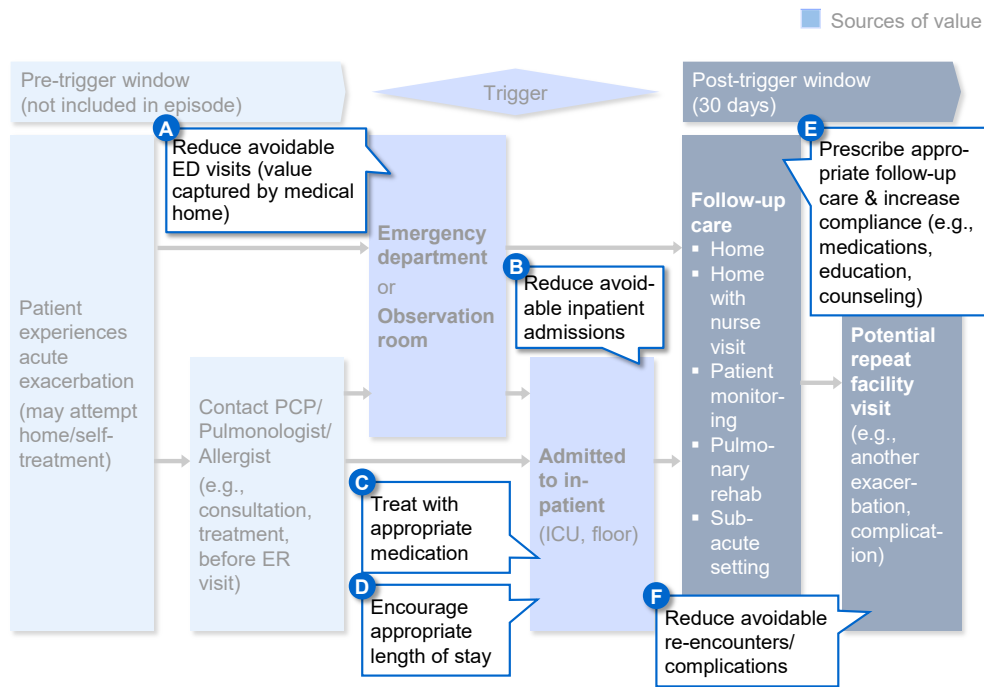 Sources of value
Pre-trigger window
(not included in episode)
Trigger
Post-trigger window
(30 days)
A
Reduce avoidable
ED visits (value
captured by medical
home)
Patient
experiences
acute
exacerbation
(may attempt
home/self-
treatment)
Contact PCP/
Pulmonologist/
Allergist
(e.g.,
consultation,
treatment,
before ER
visit)
Emergency
department
or
Observation
room
B
Reduce avoid-
able inpatient
admissions
C
Treat with
appropriate
medication
D
Encourage
appropriate
length of stay
Admitted
to in-
patient
(ICU, floor)
Follow-up
care
▪ Home
▪ Home
with
nurse
visit
▪ Patient
monitor-
ing
▪ Pulmo-
nary
rehab
▪ Sub-
acute
setting
E
Prescribe appro-
priate follow-up
care & increase
compliance (e.g.,
medications,
education,
counseling)
Potential
repeat
facility
visit
(e.g.,
another
exacer-
bation,
complicat-
ion)
F
Reduce avoidable
re-encounters/
complications